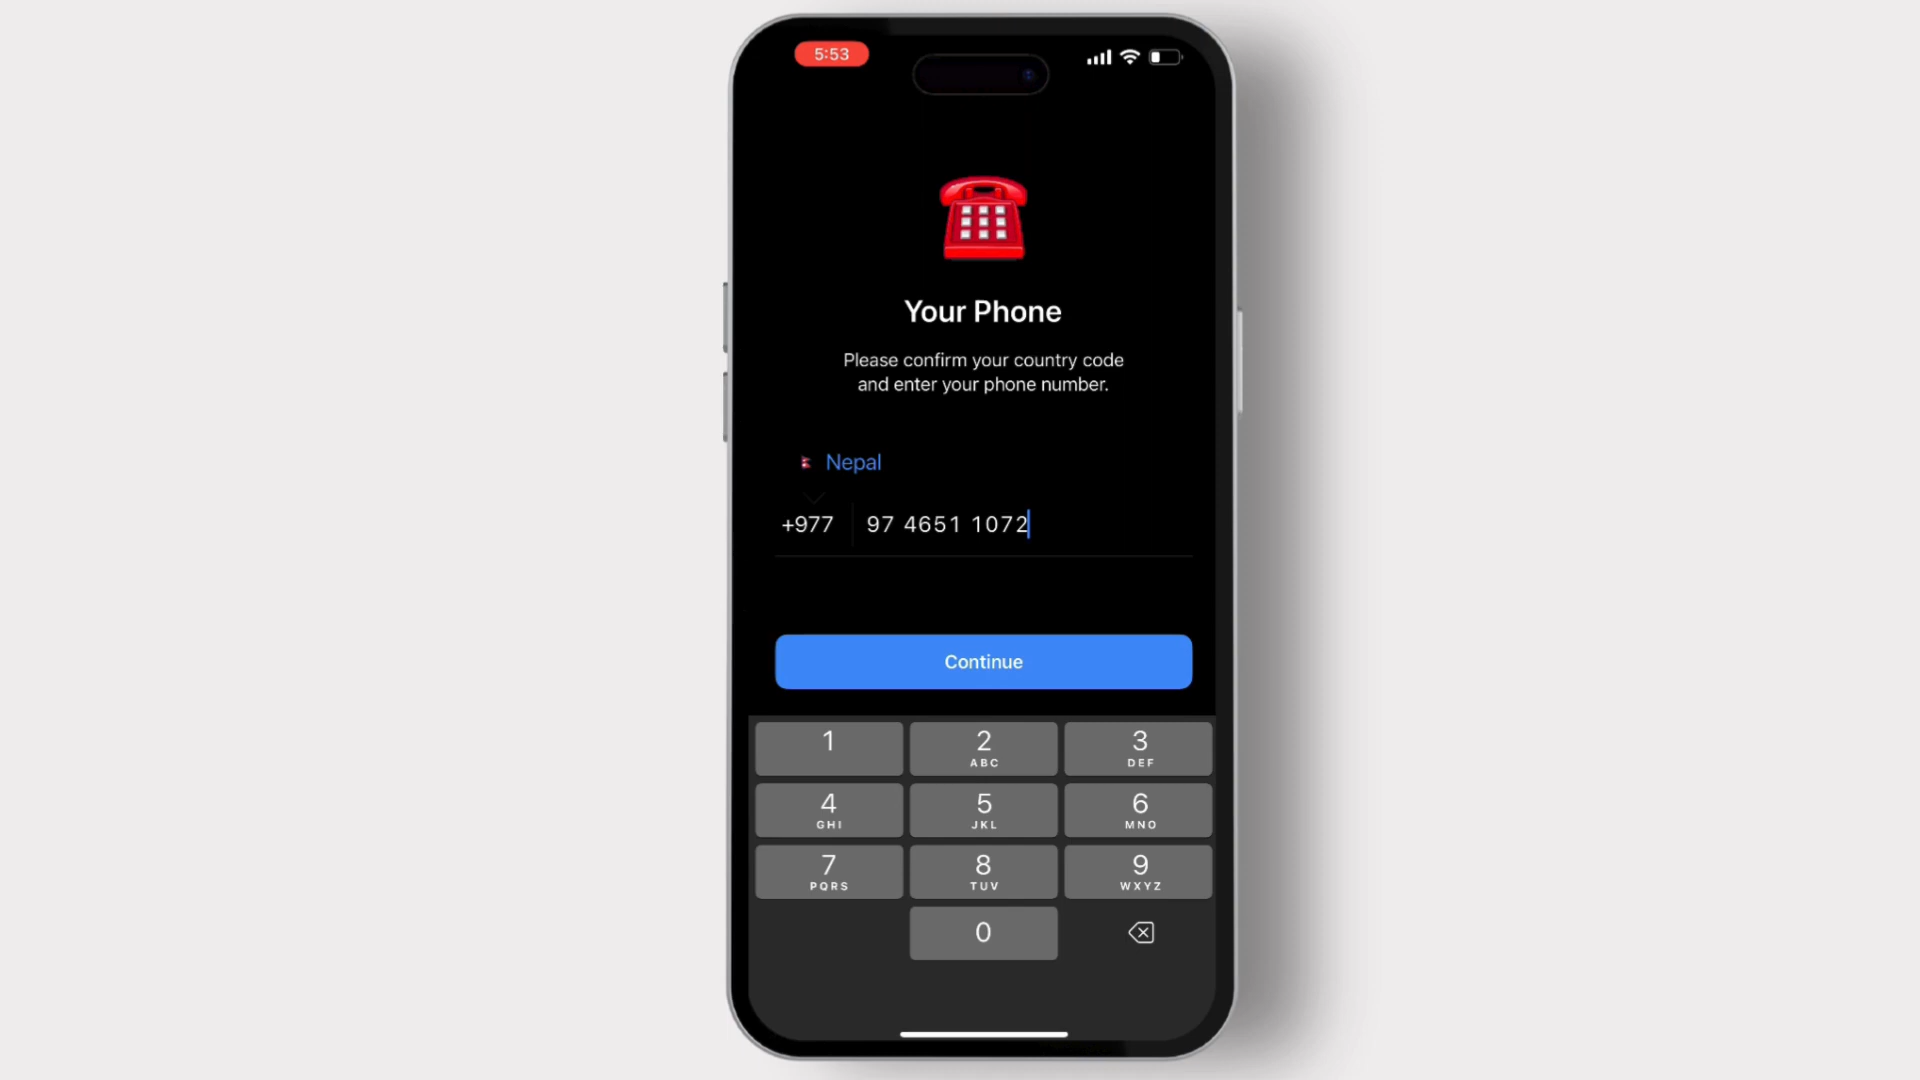 5:53
Your Phone
Please confirm your country code
and enter your phone number.
Nepal
+977 97 4651 1072
Continue
1 2 3
ABC DEF
4 5 6
GHI JKL MNO
7 8 9
PQRS TUV WXYZ
0